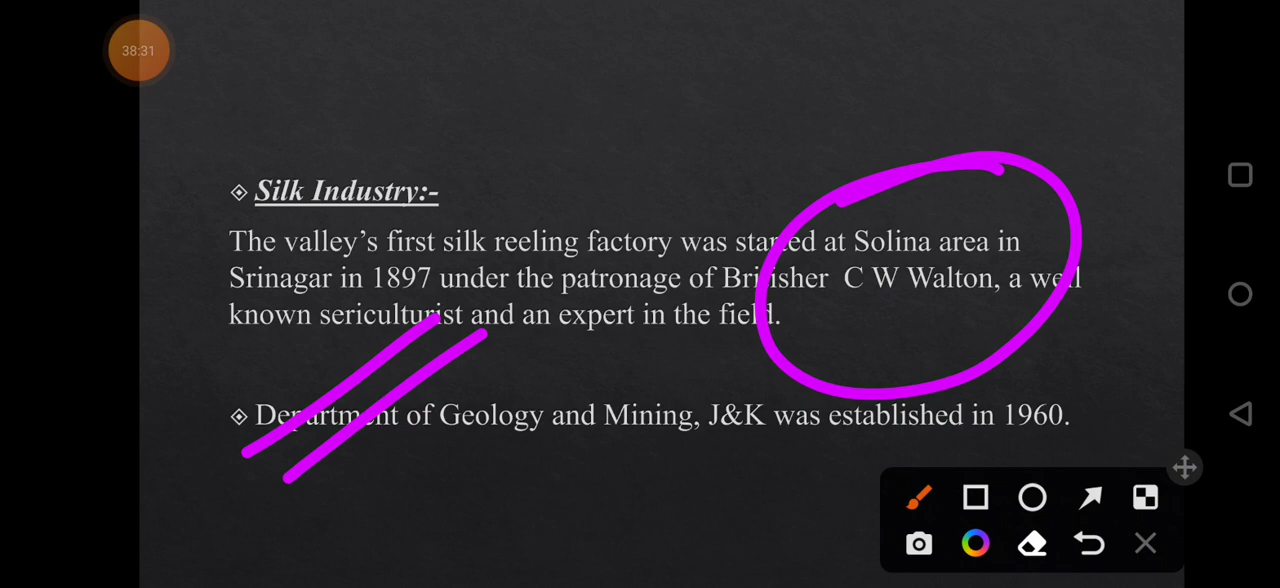 38:31
Silk Industry:-
The valley's first silk reeling factory was started at Solina area in
Srinagar in 1897 under the patronage of Britisher C W Walton, a well
known sericulturist and an expert in the field.
Department of Geology and Mining, J&K was established in 1960.